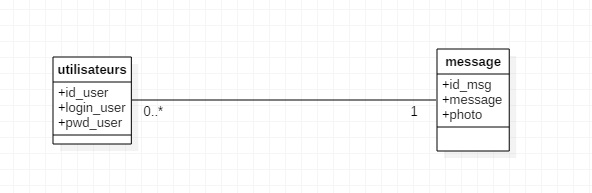 utilisateurs
+id_user
+login_user
+pwd_user
0..*
1
message
+id_msg
+message
+photo